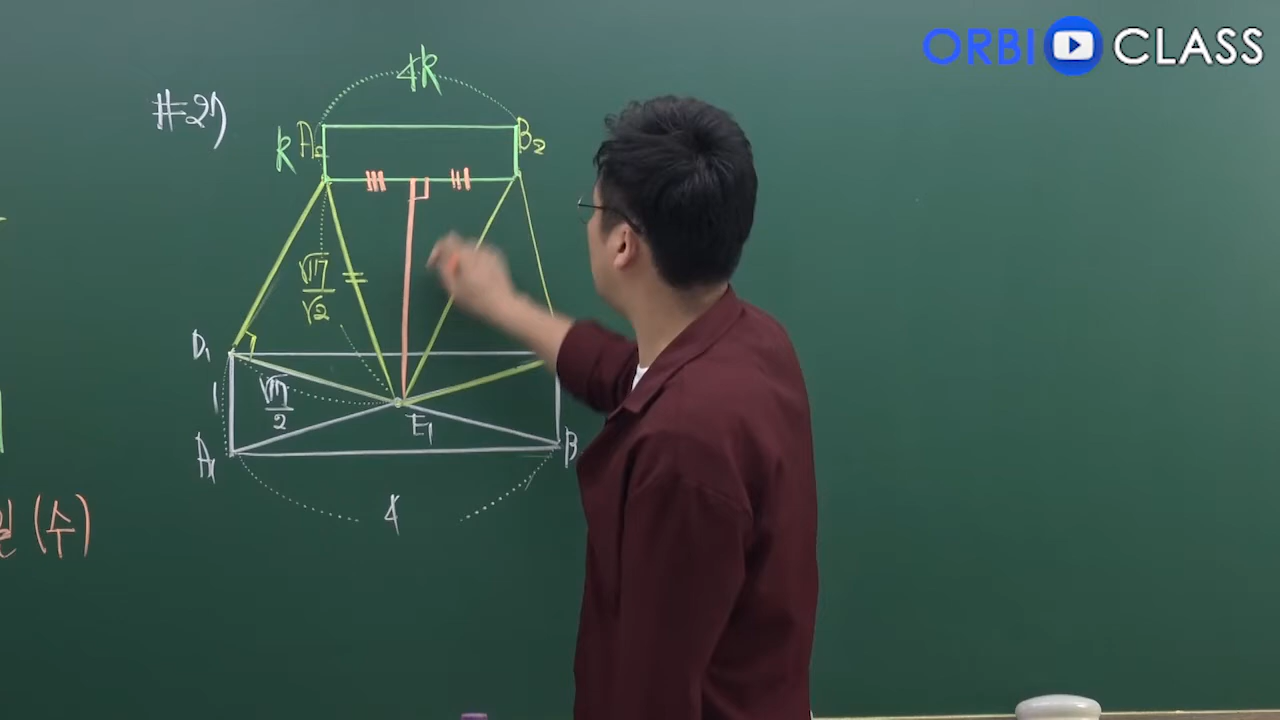 ORBI CLASS
#27)
4k
k
A₂
B₂
√17/√2
D₁
1
√17/2
E₁
A₁
B
4
(수)